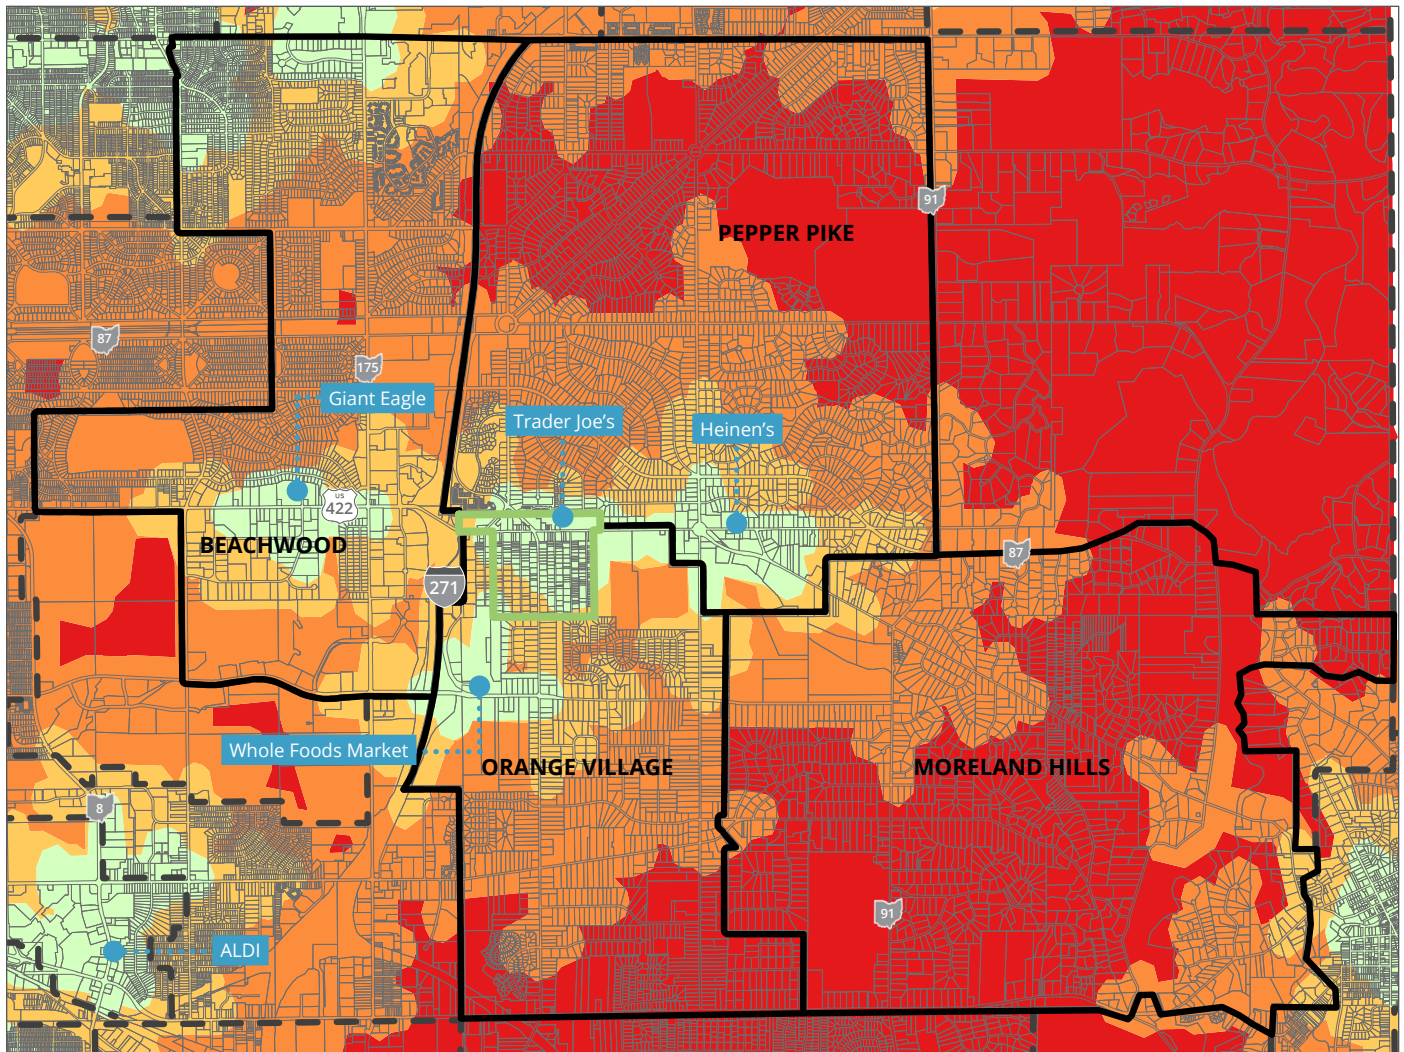 91
PEPPER PIKE
87
175
Giant Eagle
Trader Joe's
Heinen's
US
422
BEACHWOOD
87
271
Whole Foods Market
ORANGE VILLAGE
MORELAND HILLS
8
91
ALDI